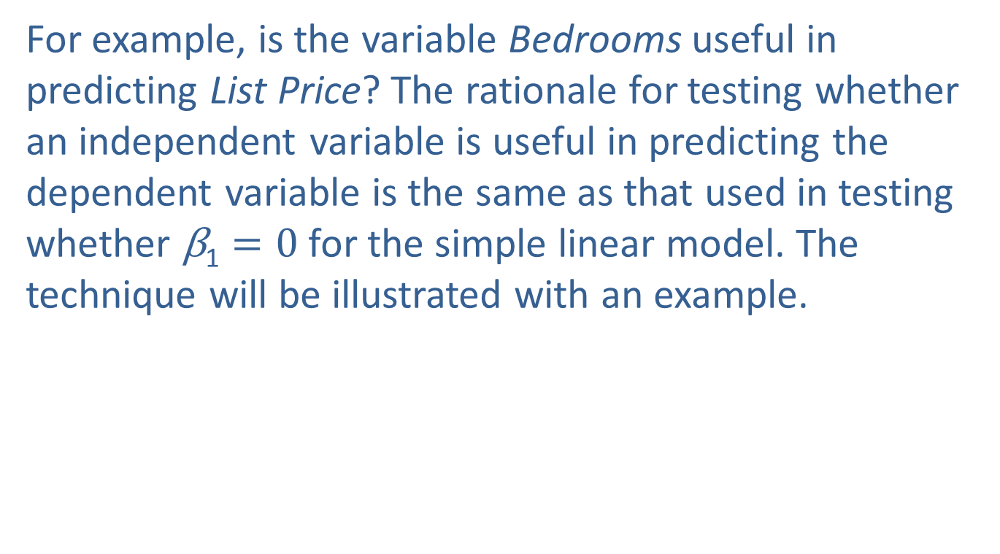 For example, is the variable Bedrooms useful in
predicting List Price? The rationale for testing whether
an independent variable is useful in predicting the
dependent variable is the same as that used in testing
whether β₁ = 0 for the simple linear model. The
technique will be illustrated with an example.